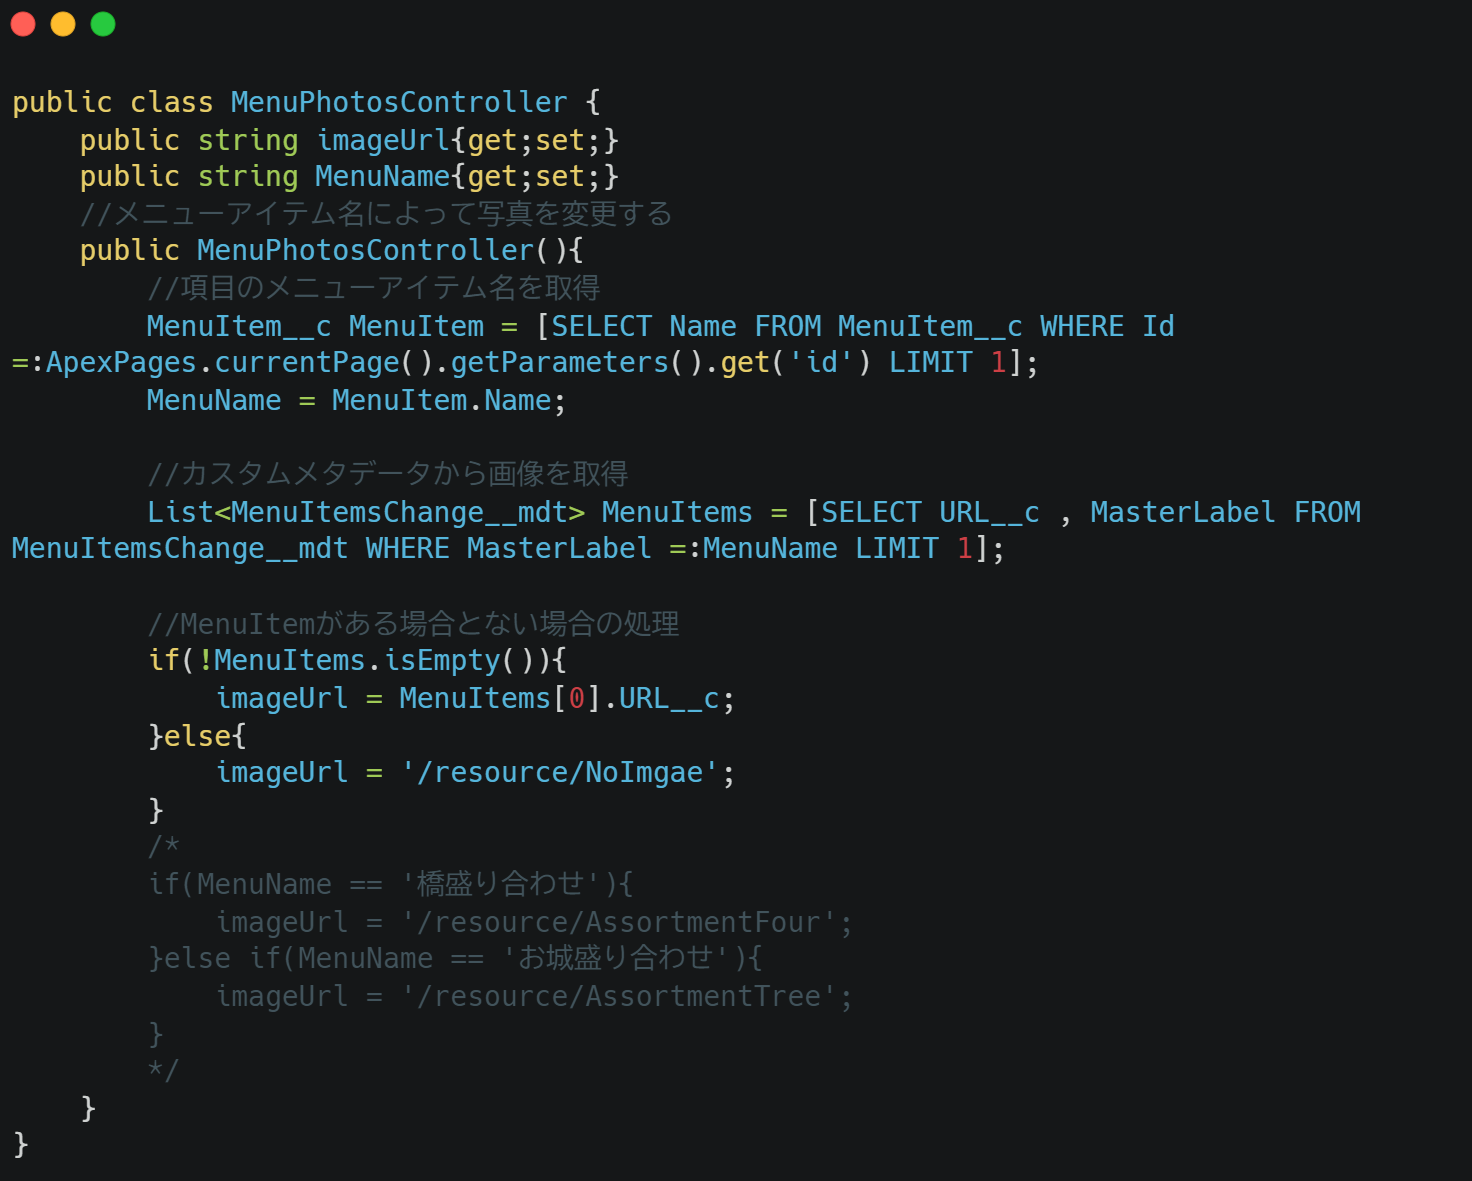 public class MenuPhotosController {
    public string imageUrl{get;set;}
    public string MenuName{get;set;}
    //メニューアイテム名によって写真を変更する
    public MenuPhotosController(){
        //項目のメニューアイテム名を取得
        MenuItem__c MenuItem = [SELECT Name FROM MenuItem__c WHERE Id
=:ApexPages.currentPage().getParameters().get('id') LIMIT 1];
        MenuName = MenuItem.Name;
        //カスタムメタデータから画像を取得
        List<MenuItemsChange__mdt> MenuItems = [SELECT URL__c , MasterLabel FROM
MenuItemsChange__mdt WHERE MasterLabel =:MenuName LIMIT 1];
        //MenuItemがある場合とない場合の処理
        if(!MenuItems.isEmpty()){
            imageUrl = MenuItems[0].URL__c;
        }else{
            imageUrl = '/resource/NoImgae';
        }
        /*
        if(MenuName == '橋盛り合わせ'){
            imageUrl = '/resource/AssortmentFour';
        }else if(MenuName == 'お城盛り合わせ'){
            imageUrl = '/resource/AssortmentTree';
        }
        */
    }
}